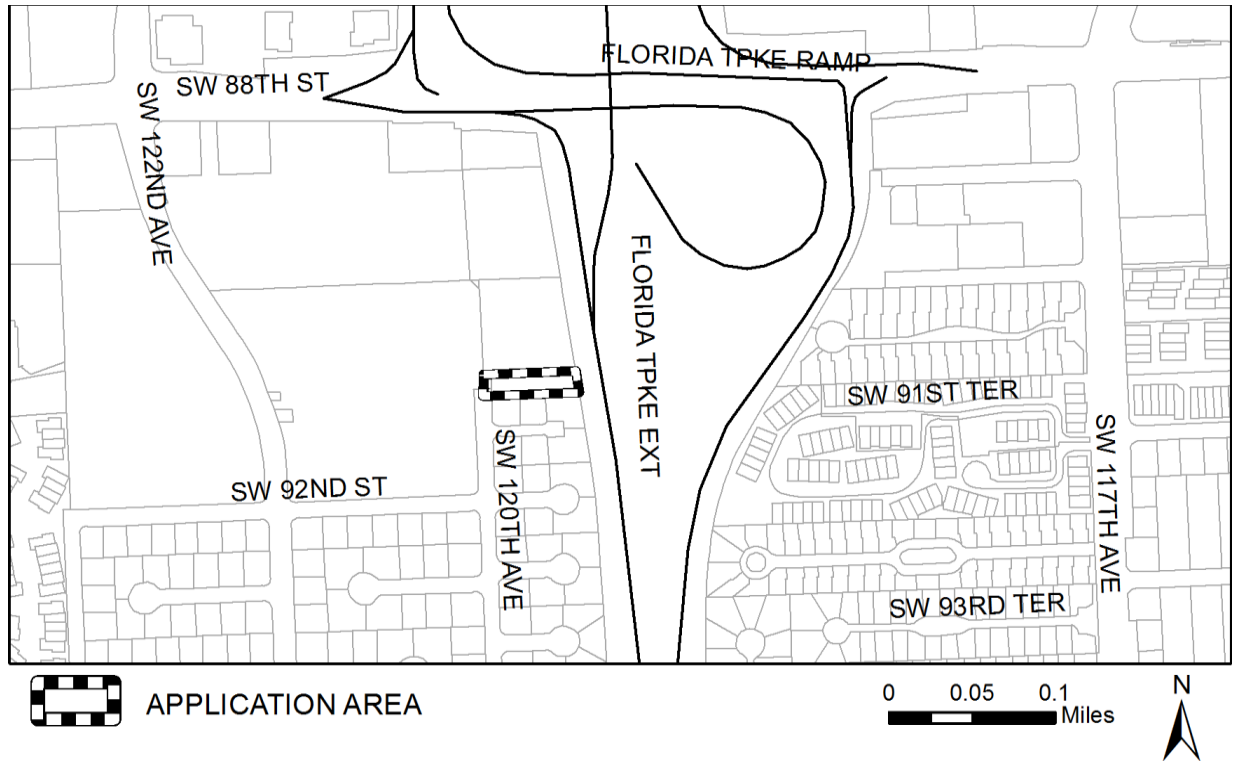 FLORIDA TPKE RAMP
SW 88TH ST
SW 122ND AVE
FLORIDA TPKE EXT
SW 91ST TER
SW 117TH AVE
SW 120TH AVE
SW 92ND ST
SW 93RD TER
APPLICATION AREA
0 0.05 0.1
Miles
N